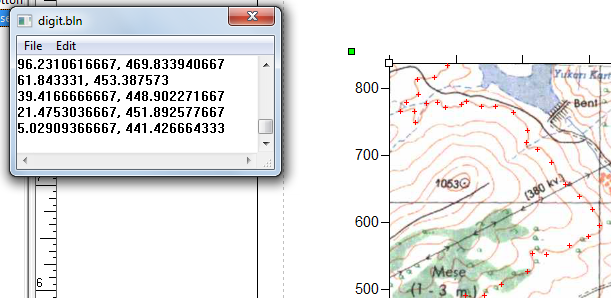 otton
se
digit.bln
File Edit
96.2310616667, 469.833940667
61.843331, 453.387573
39.4166666667, 448.902271667
21.4753036667, 451.892577667
5.02909366667, 441.426664333
6
800
700
600
500
Yukarı Kart
Bent
1053
(380 kv.)
Meşe
(1 - 3 m.)